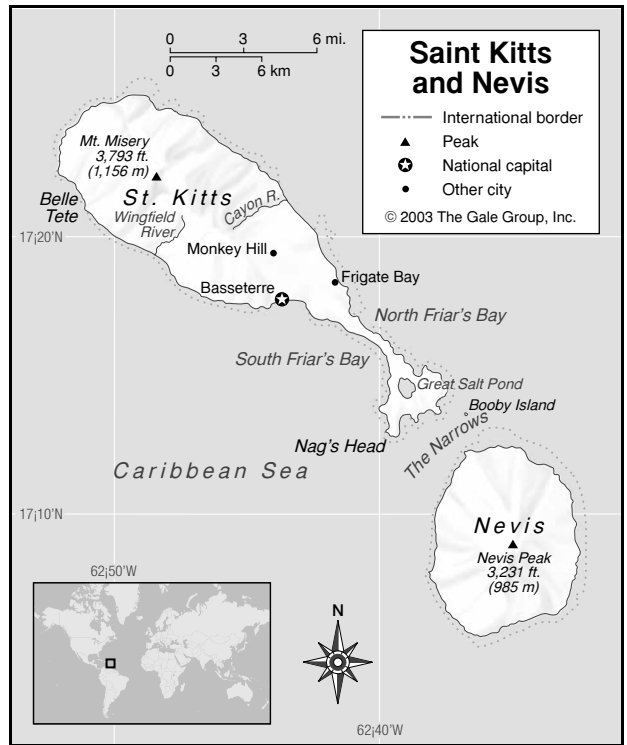 0 3 6 mi.
0 3 6 km
Saint Kitts
and Nevis
International border
Peak
National capital
Other city
© 2003 The Gale Group, Inc.
Mt. Misery
3,793 ft.
(1,156 m)
St. Kitts
Belle
Tete
Wingfield
River
Cayon R.
17¡20'N
Monkey Hill
Basseterre
Frigate Bay
North Friar's Bay
South Friar's Bay
Great Salt Pond
Booby Island
The Narrows
Nag's Head
Caribbean Sea
17¡10'N
Nevis
Nevis Peak
3,231 ft.
(985 m)
62¡50'W
N
62¡40'W